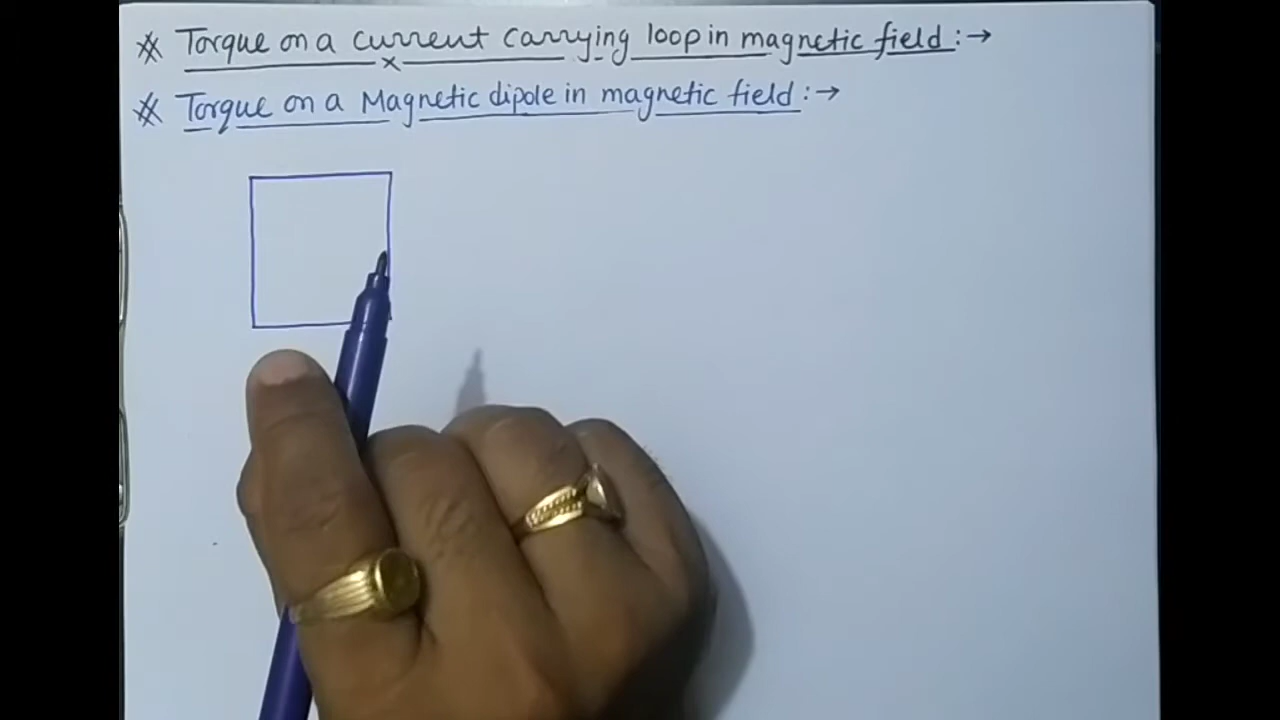 ⁂ Torque on a current carrying loop in magnetic field :→
⁂ Torque on a Magnetic dipole in magnetic field :→